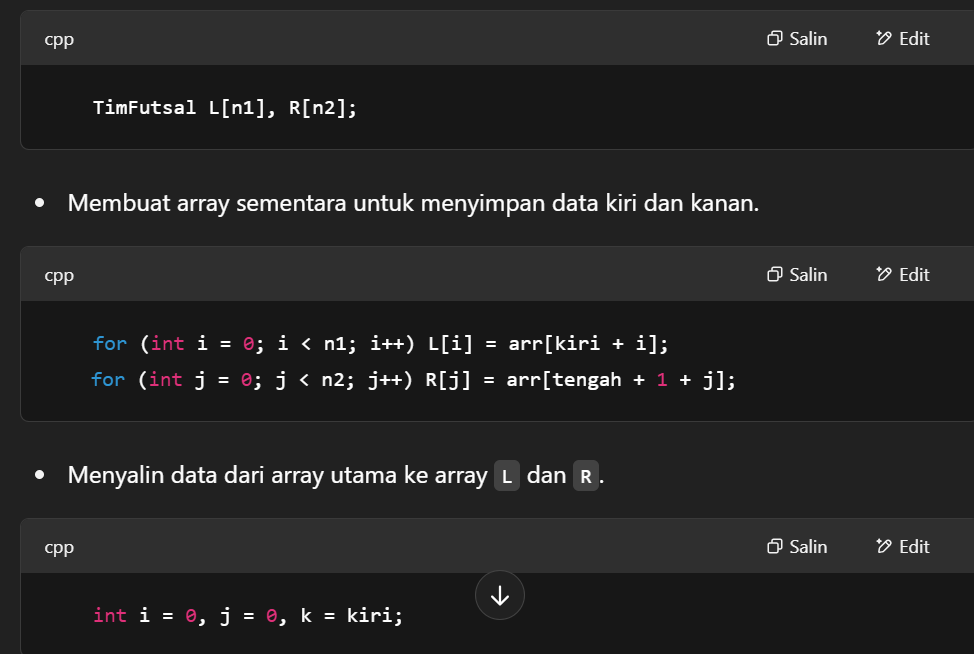 cpp Salin Edit
TimFutsal L[n1], R[n2];
Membuat array sementara untuk menyimpan data kiri dan kanan.
cpp Salin Edit
for (int i = 0; i < n1; i++) L[i] = arr[kiri + i];
for (int j = 0; j < n2; j++) R[j] = arr[tengah + 1 + j];
Menyalin data dari array utama ke array L dan R.
cpp Salin Edit
int i = 0, j = 0, k = kiri;